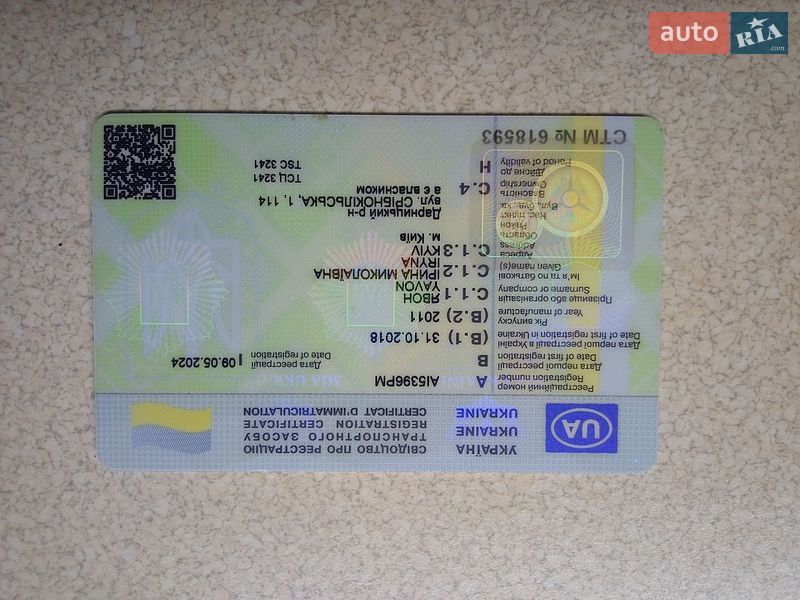 auto RIA.com
UA
УКРАЇНА СВІДОЦТВО ПРО РЕЄСТРАЦІЮ
UKRAINE ТРАНСПОРТНОГО ЗАСОБУ
UKRAINE REGISTRATION CERTIFICATE
CERTIFICAT D'IMMATRICULATION
Реєстраційний номер
Registration number
A АІ5396РМ
Дата першої реєстрації
Date of first registration
B
Дата реєстрації
Date of registration
I 09.05.2024
Дата першої реєстрації в Україні
Date of first registration in Ukraine
(B.1) 31.10.2018
Рік випуску
Year of manufacture
(B.2) 2011
Прізвище або організація
Surname or company
C.1.1 ЯВОН
YAVON
Ім'я та по батькові
Given name(s)
C.1.2 ІРИНА МИКОЛАЇВНА
IRYNA
Адреса
Address
C.1.3 KYIV
Область
м. Київ
Район
Нас. пункт
Дарницький р-н
Вул., буд., кв.
вул. СРІБНОКІЛЬСЬКА, 1, 114
Власність
Ownership
C.4 а є власником
Дійсне до
Period of validity
H
ТСЦ 3241
TSC 3241
СТМ № 618593